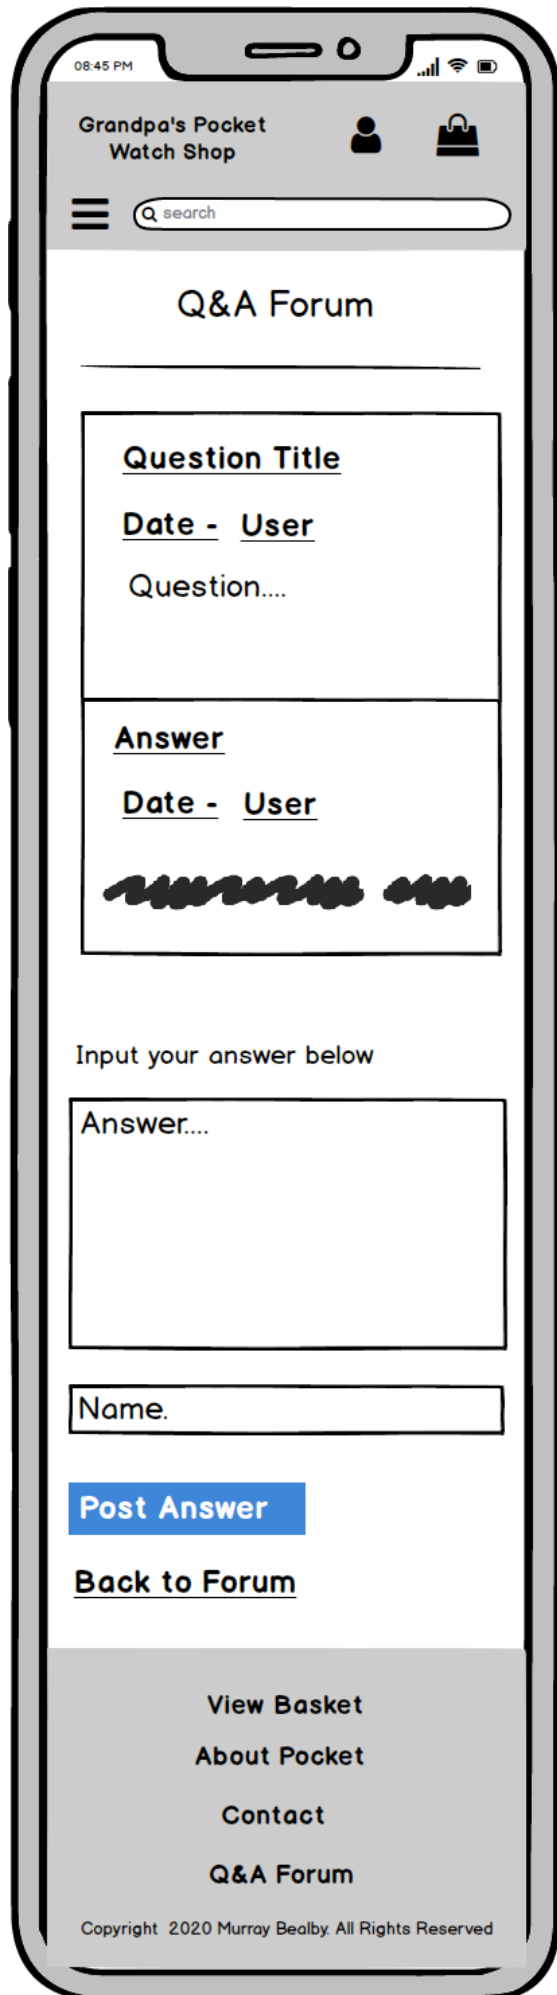 08:45 PM
Grandpa's Pocket
Watch Shop
search
Q&A Forum
Question Title
Date - User
Question....
Answer
Date - User
Input your answer below
Answer....
Name.
Post Answer
Back to Forum
View Basket
About Pocket
Contact
Q&A Forum
Copyright 2020 Murray Bealby. All Rights Reserved